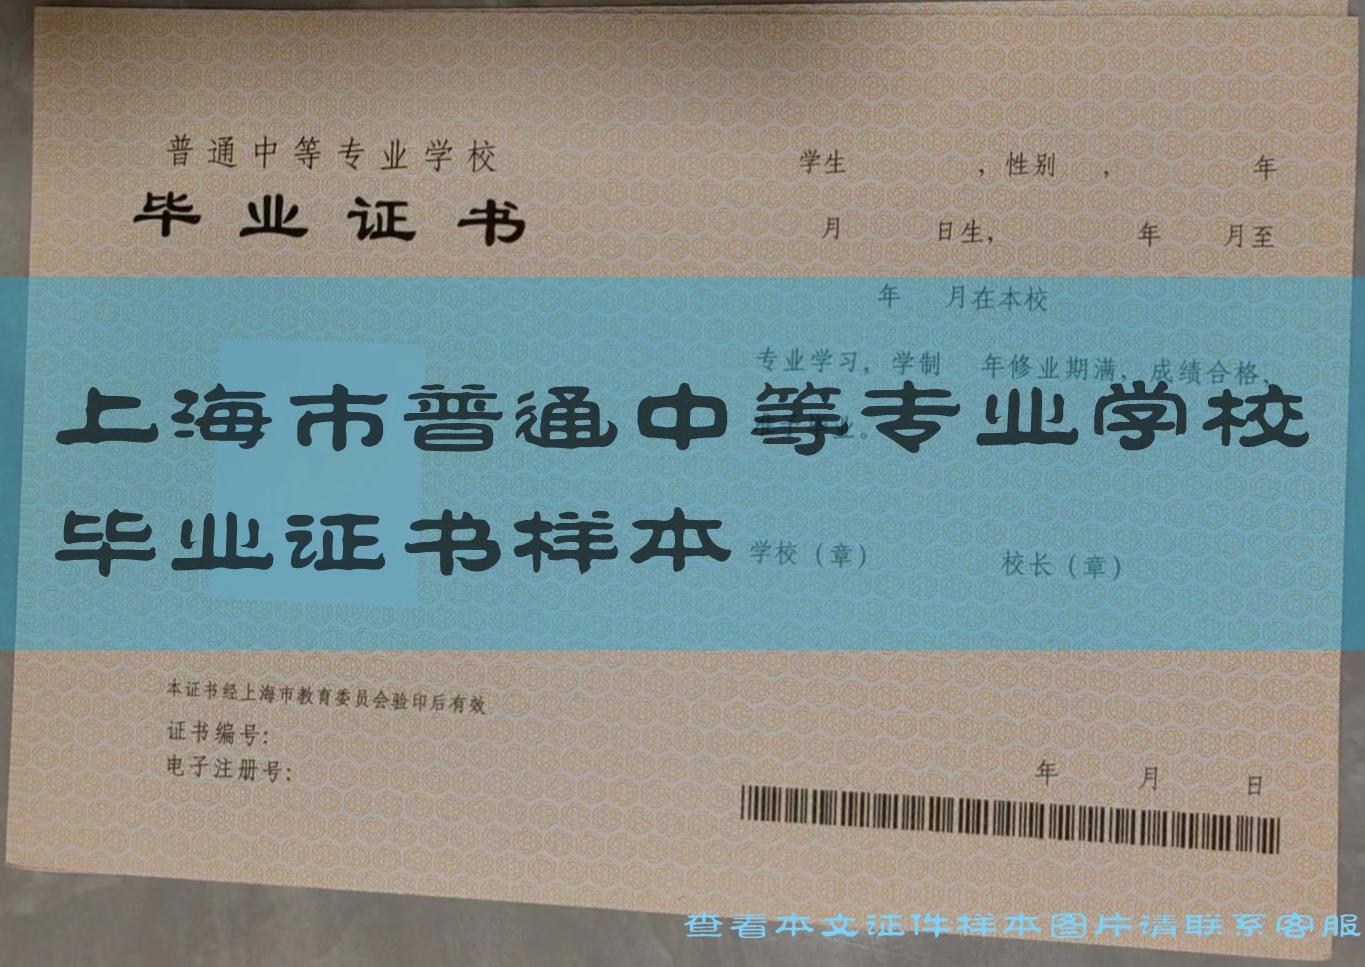 普通中等专业学校
毕业证书
学生 ，性别 ， 年
月 日生， 年 月至
年 月在本校
专业学习，学制 年修业期满，成绩合格，
上海市普通中等专业学校
毕业证书样本
学校（章） 校长（章）
本证书经上海市教育委员会验印后有效
证书编号：
电子注册号：
年 月 日
查看本文证件样本图片请联系客服